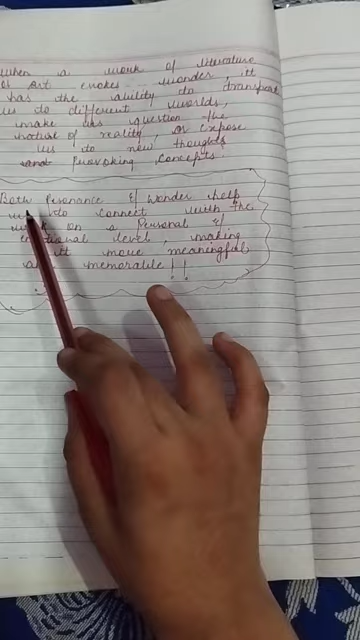 When a work of literature
or art evokes wonder, it
has the ability to transport
us to different worlds,
make us question the
nature of reality, or expose
us to new thoughts
and provoking concepts.
Both Resonance & Wonder help
us to connect with the
work on a Personal &
emotional level, making
it more meaningful
and memorable!!